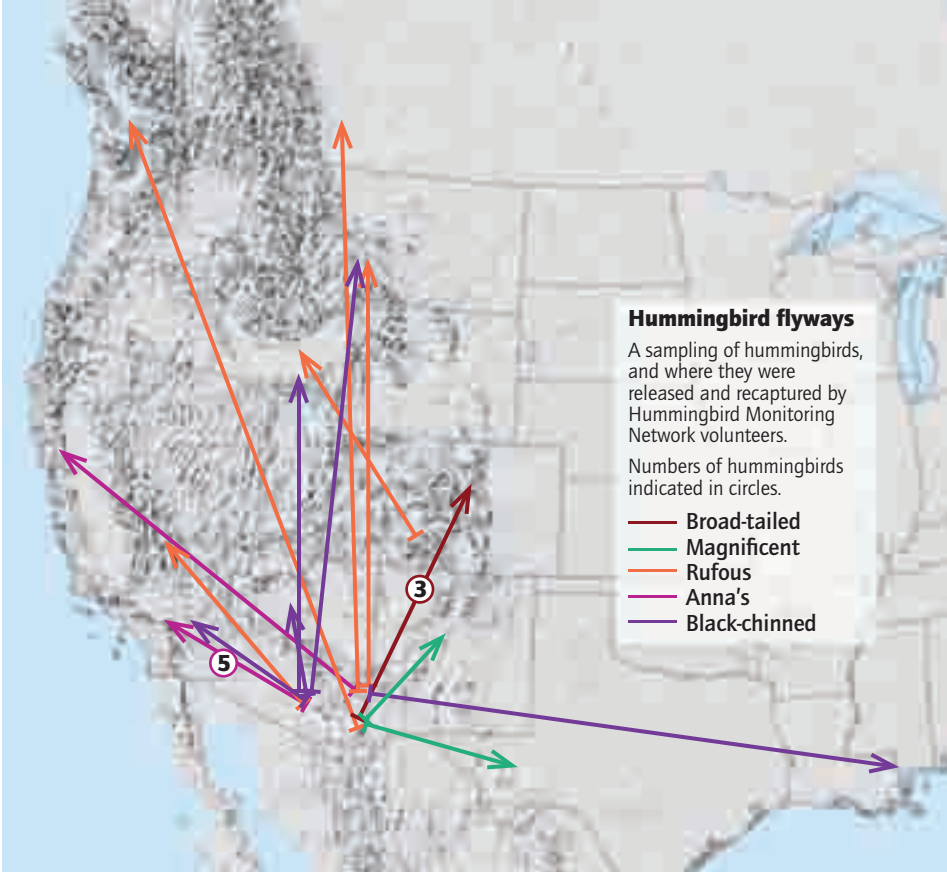 Hummingbird flyways
A sampling of hummingbirds,
and where they were
released and recaptured by
Hummingbird Monitoring
Network volunteers.
Numbers of hummingbirds
indicated in circles.
Broad-tailed
Magnificent
Rufous
Anna's
Black-chinned
3
5